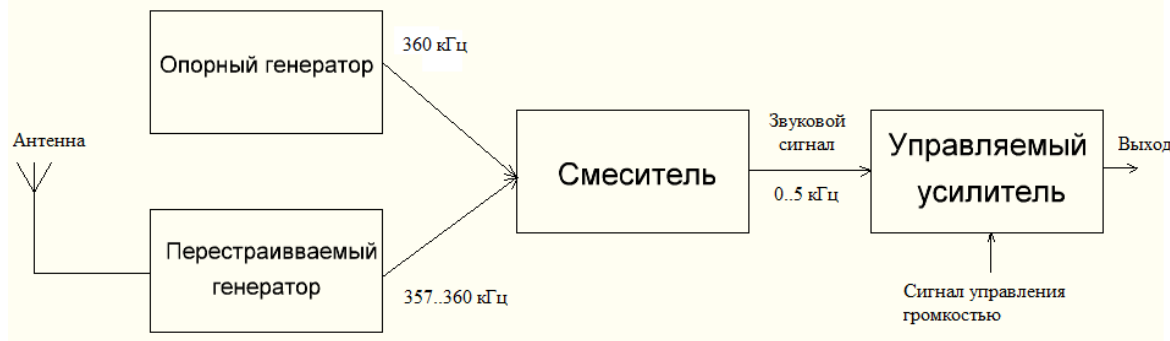 Опорный генератор
360 кГц
Антенна
Перестраивваемый
генератор
357..360 кГц
Смеситель
Звуковой
сигнал
0..5 кГц
Управляемый
усилитель
Выход
Сигнал управления
громкостью